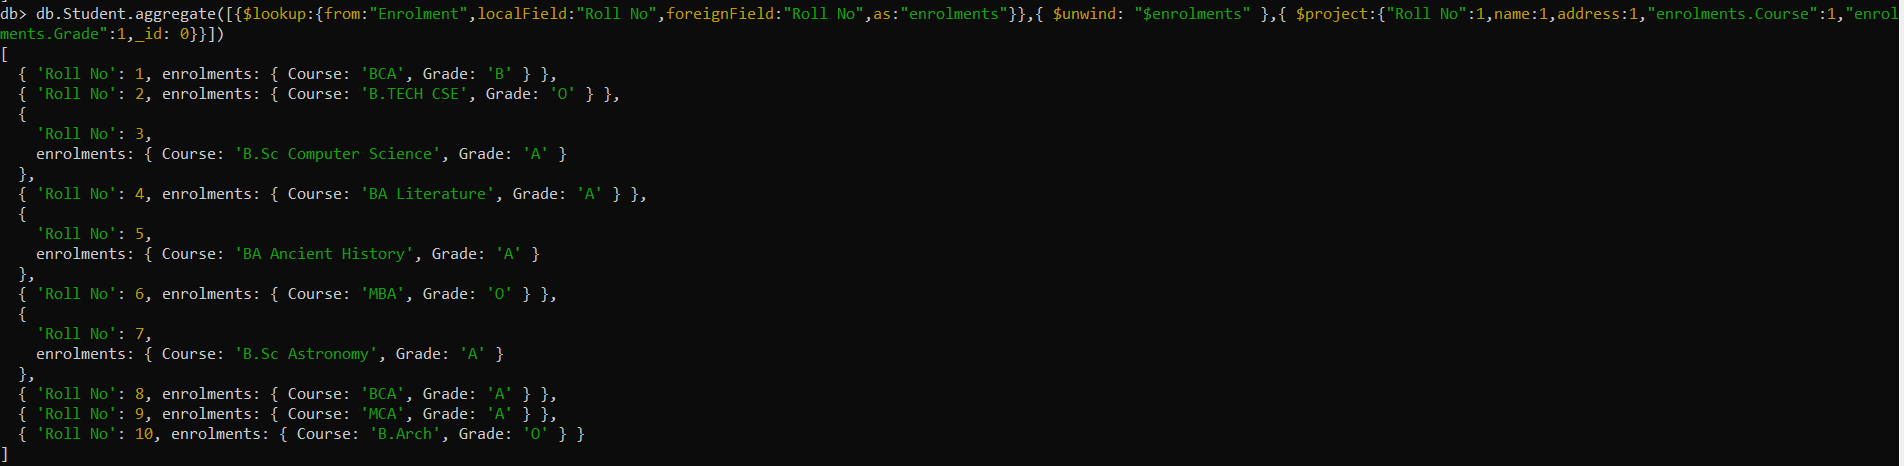 db> db.Student.aggregate([{$lookup:{from:"Enrolment",localField:"Roll No",foreignField:"Roll No",as:"enrolments"}},{ $unwind: "$enrolments" },{ $project:{"Roll No":1,name:1,address:1,"enrolments.Course":1,"enrol
ments.Grade":1,_id: 0}}])
[
  { 'Roll No': 1, enrolments: { Course: 'BCA', Grade: 'B' } },
  { 'Roll No': 2, enrolments: { Course: 'B.TECH CSE', Grade: 'O' } },
  {
    'Roll No': 3,
    enrolments: { Course: 'B.Sc Computer Science', Grade: 'A' }
  },
  { 'Roll No': 4, enrolments: { Course: 'BA Literature', Grade: 'A' } },
  {
    'Roll No': 5,
    enrolments: { Course: 'BA Ancient History', Grade: 'A' }
  },
  { 'Roll No': 6, enrolments: { Course: 'MBA', Grade: 'O' } },
  {
    'Roll No': 7,
    enrolments: { Course: 'B.Sc Astronomy', Grade: 'A' }
  },
  { 'Roll No': 8, enrolments: { Course: 'BCA', Grade: 'A' } },
  { 'Roll No': 9, enrolments: { Course: 'MCA', Grade: 'A' } },
  { 'Roll No': 10, enrolments: { Course: 'B.Arch', Grade: 'O' } }
]